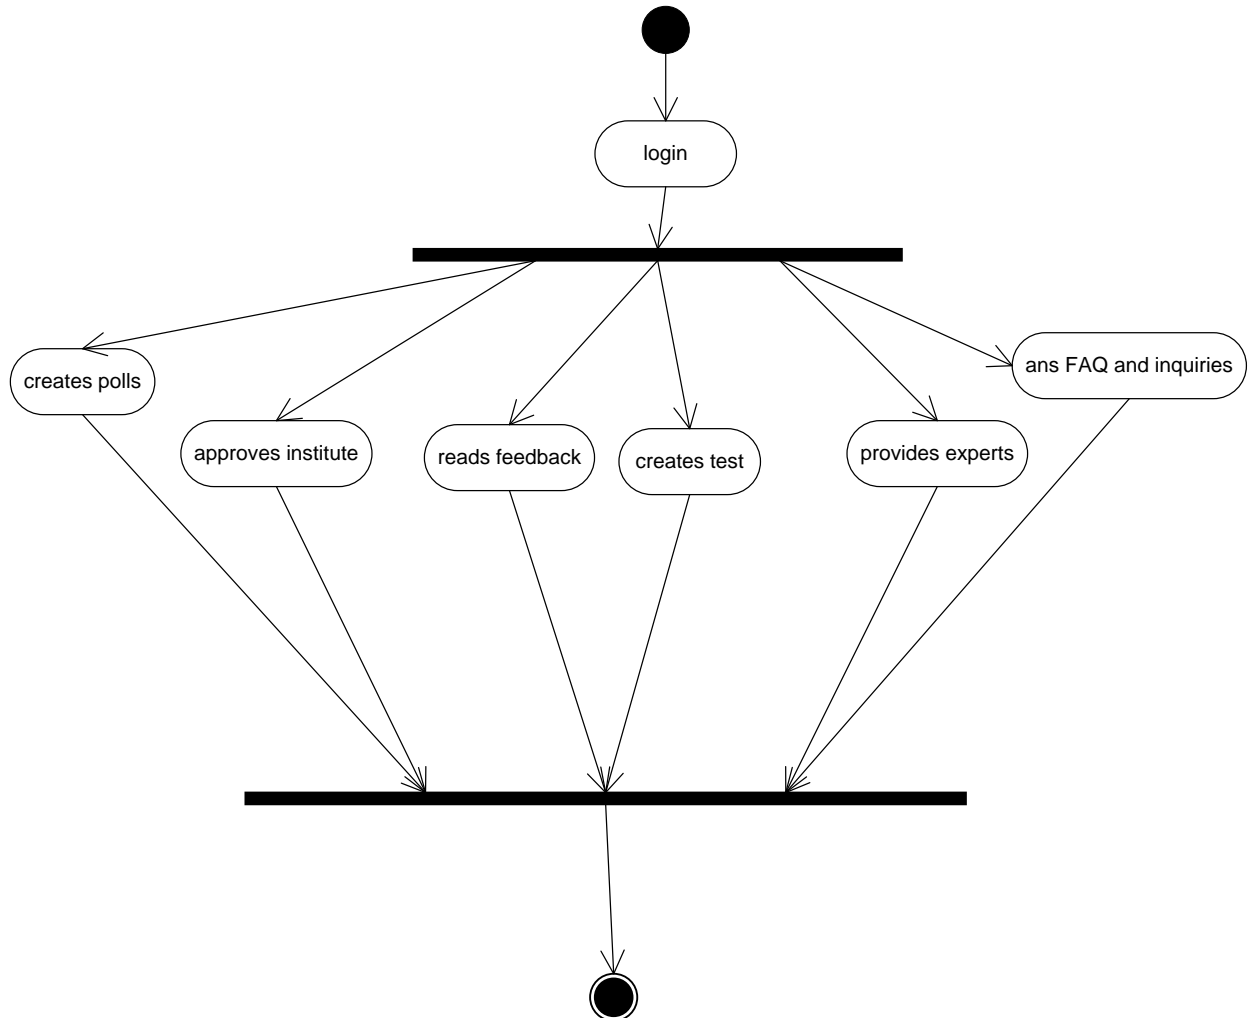 login
creates polls
approves institute
reads feedback
creates test
provides experts
ans FAQ and inquiries